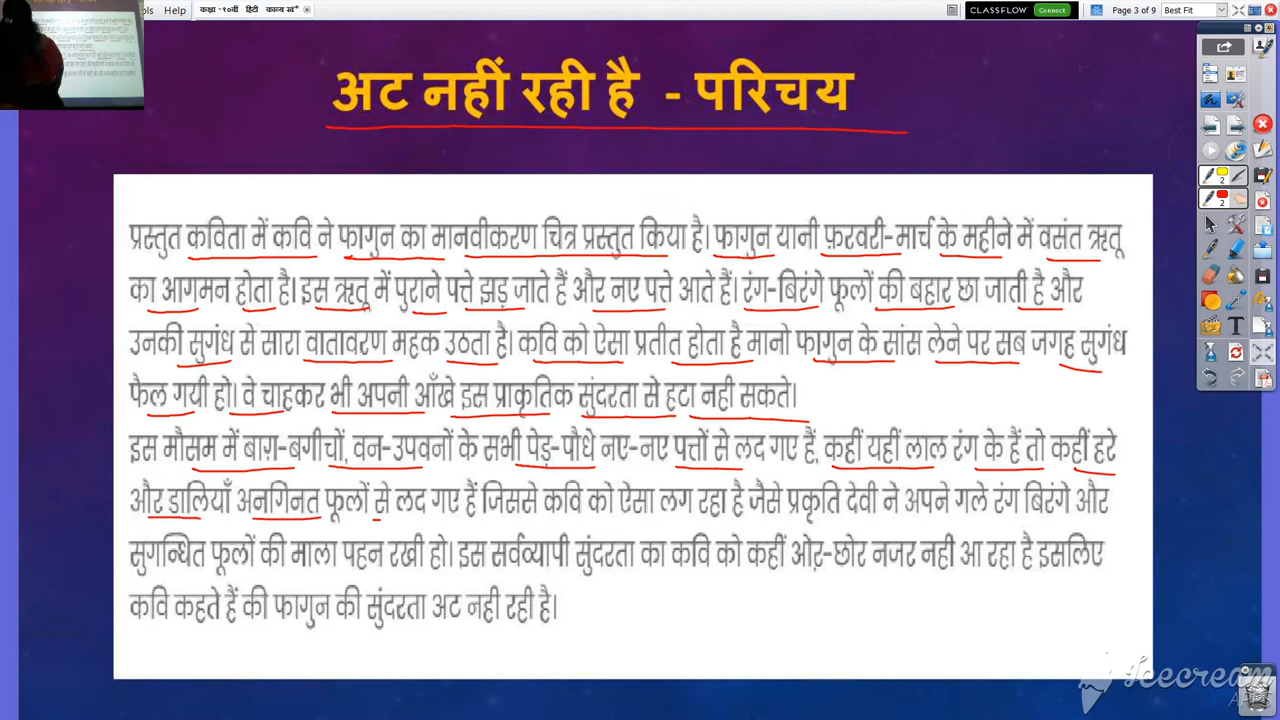 ols Help कक्षा -१०वीं हिंदी काव्य खं* CLASSFLOW Connect Page 3 of 9 Best Fit
अट नहीं रही है - परिचय
प्रस्तुत कविता में कवि ने फागुन का मानवीकरण चित्र प्रस्तुत किया है। फागुन यानी फ़रवरी-मार्च के महीने में वसंत ऋतू
का आगमन होता है। इस ऋतू में पुराने पत्ते झड़ जाते हैं और नए पत्ते आते हैं। रंग-बिरंगे फूलों की बहार छा जाती है और
उनकी सुगंध से सारा वातावरण महक उठता है। कवि को ऐसा प्रतीत होता है मानो फागुन के सांस लेने पर सब जगह सुगंध
फैल गयी हो। वे चाहकर भी अपनी आँखे इस प्राकृतिक सुंदरता से हटा नही सकते।
इस मौसम में बाग़-बगीचों, वन-उपवनों के सभी पेड़-पौधे नए-नए पत्तों से लद गए हैं, कहीं यहीं लाल रंग के हैं तो कहीं हरे
और डालियाँ अनगिनत फूलों से लद गए हैं जिससे कवि को ऐसा लग रहा है जैसे प्रकृति देवी ने अपने गले रंग बिरंगे और
सुगन्धित फूलों की माला पहन रखी हो। इस सर्वव्यापी सुंदरता का कवि को कहीं ओऱ-छोर नजर नही आ रहा है इसलिए
कवि कहते हैं की फागुन की सुंदरता अट नही रही है।
2
2
T
Icecream
APPS